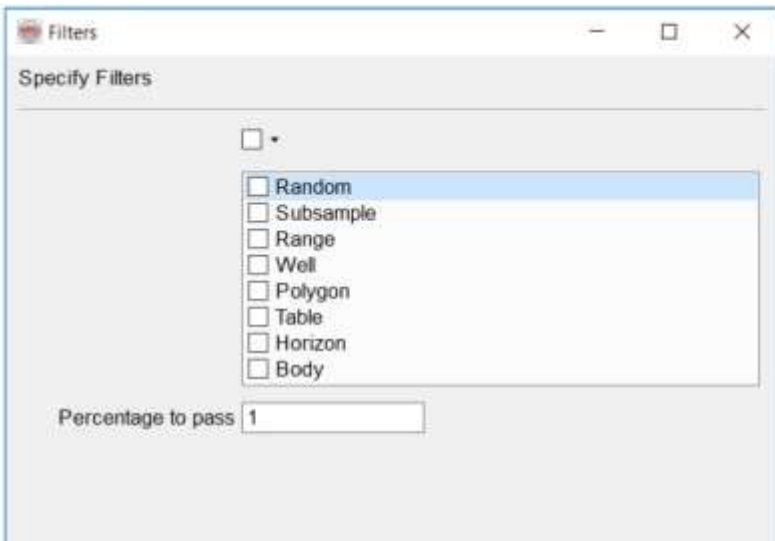 Filters
Specify Filters
Random
Subsample
Range
Well
Polygon
Table
Horizon
Body
Percentage to pass 1